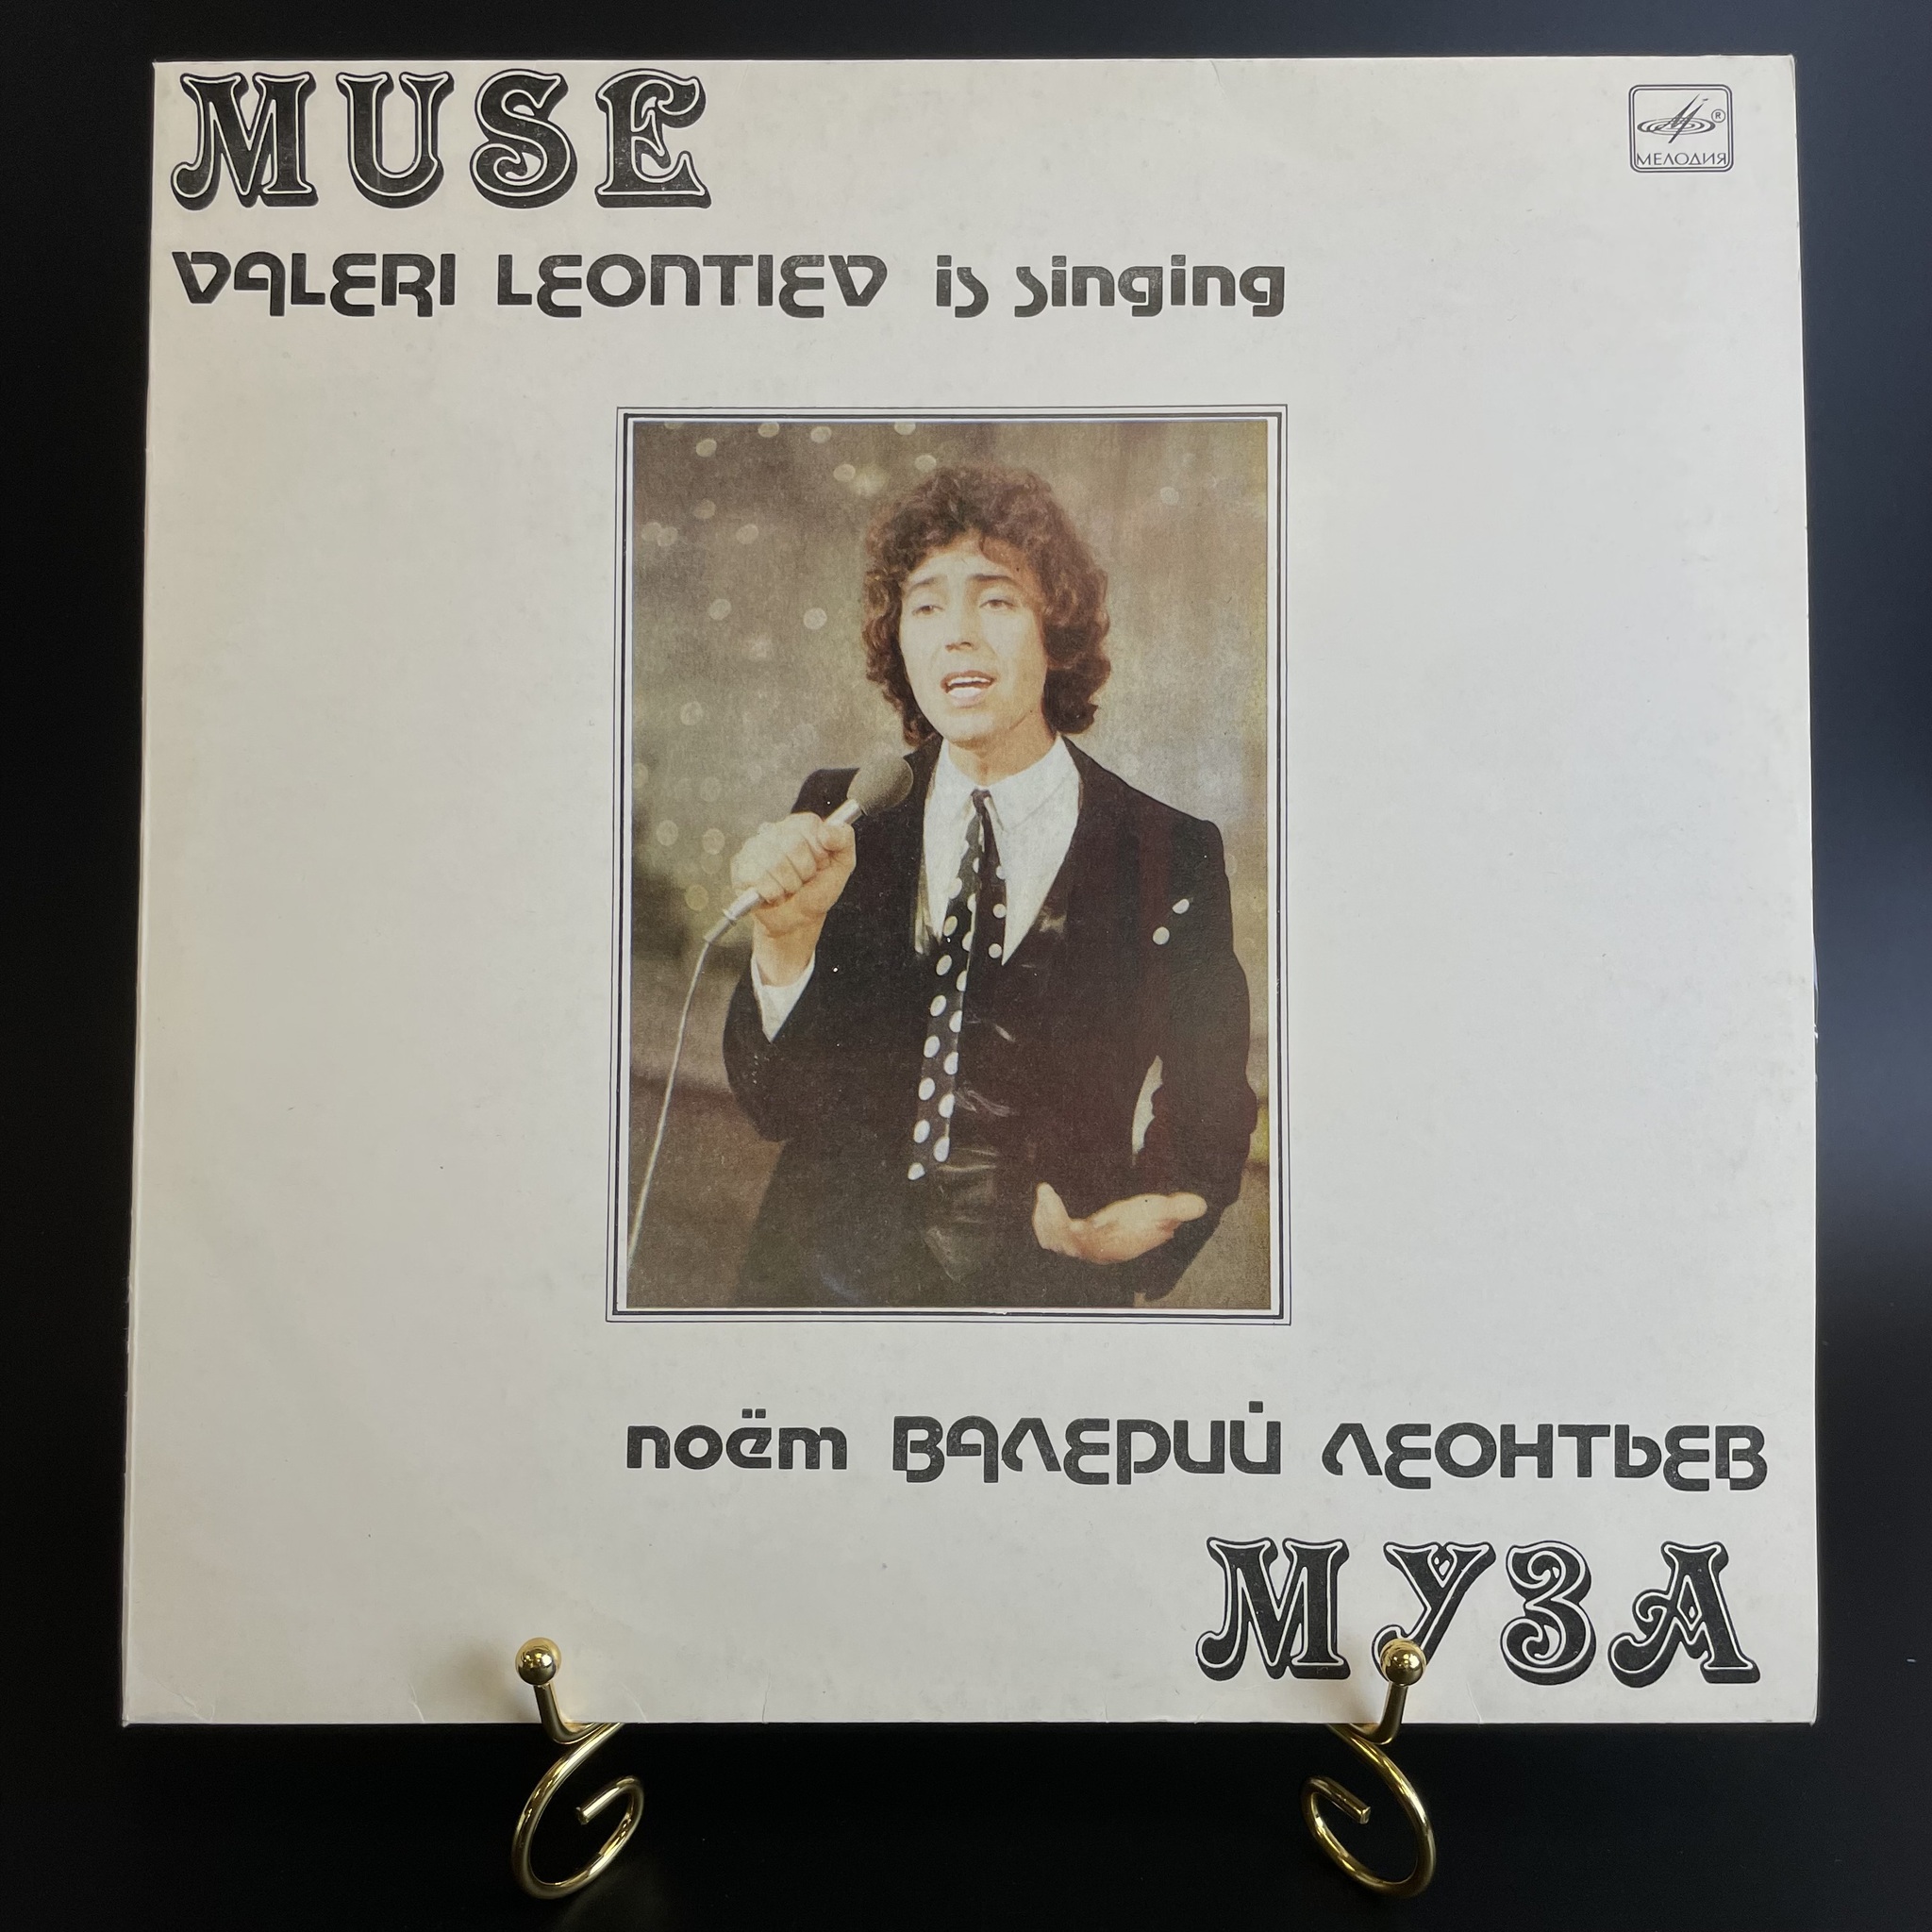 MUSE
МЕЛОДИЯ ®
VALERI LEONTIEV is singing
поёт ВАЛЕРИЙ ЛЕОНТЬЕВ
МУЗА